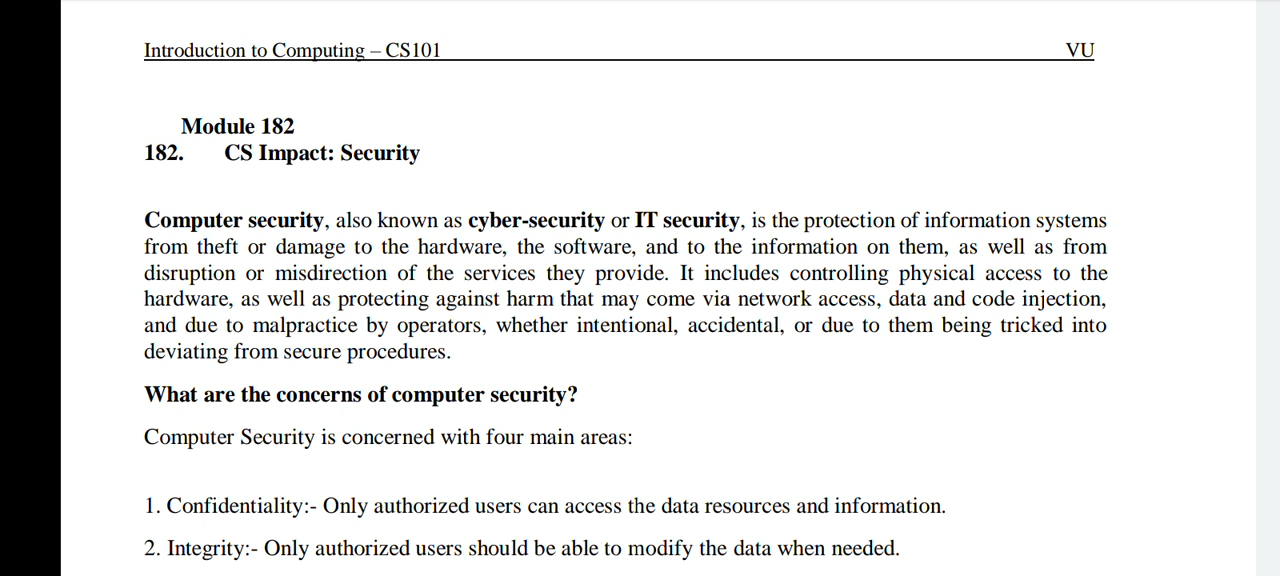 Introduction to Computing – CS101 VU
Module 182
182. CS Impact: Security
Computer security, also known as cyber-security or IT security, is the protection of information systems
from theft or damage to the hardware, the software, and to the information on them, as well as from
disruption or misdirection of the services they provide. It includes controlling physical access to the
hardware, as well as protecting against harm that may come via network access, data and code injection,
and due to malpractice by operators, whether intentional, accidental, or due to them being tricked into
deviating from secure procedures.
What are the concerns of computer security?
Computer Security is concerned with four main areas:
1. Confidentiality:- Only authorized users can access the data resources and information.
2. Integrity:- Only authorized users should be able to modify the data when needed.